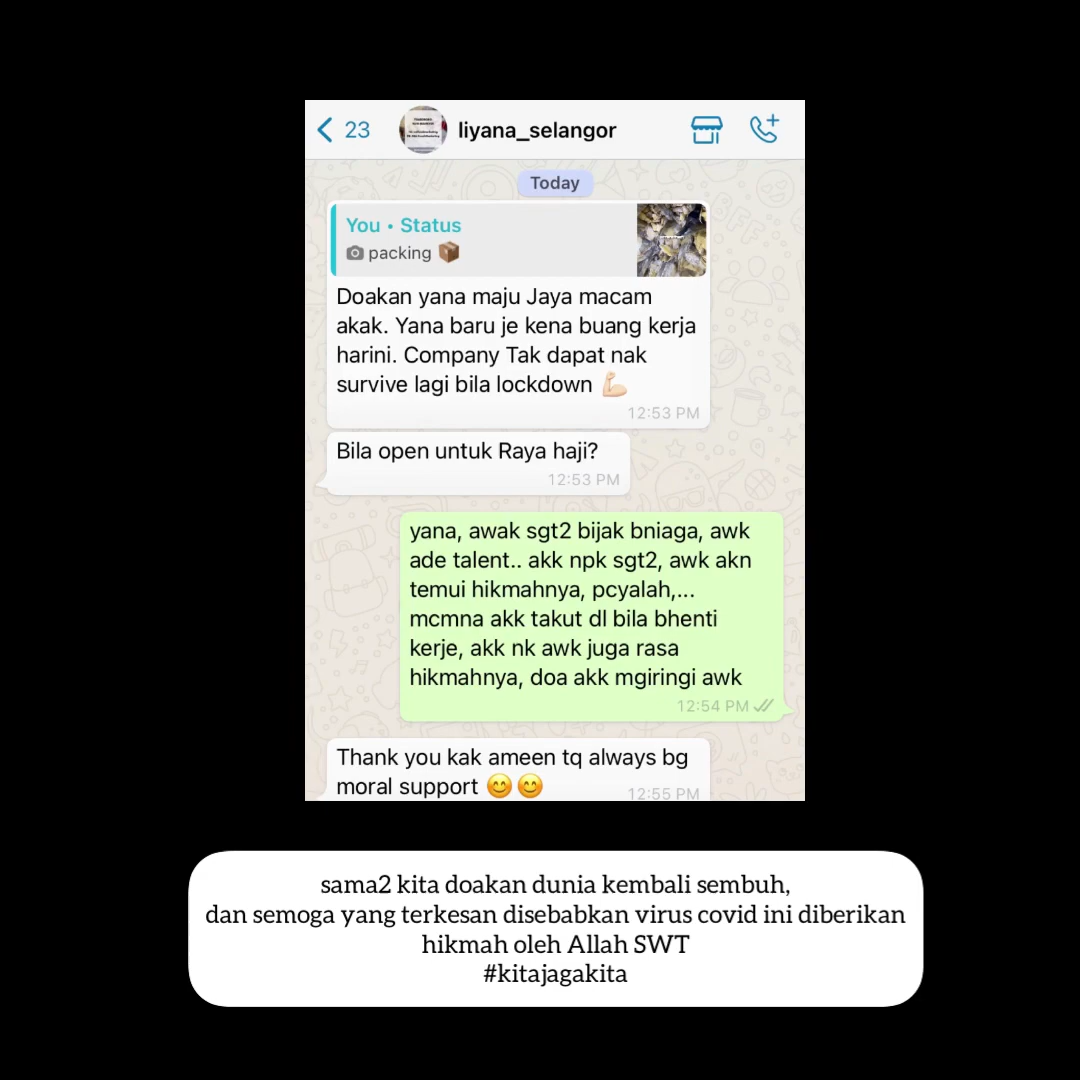 23
liyana_selangor
Today
You • Status
packing 📦
Doakan yana maju Jaya macam
akak. Yana baru je kena buang kerja
harini. Company Tak dapat nak
survive lagi bila lockdown 💪🏻
12:53 PM
Bila open untuk Raya haji?
12:53 PM
yana, awak sgt2 bijak bniaga, awk
ade talent.. akk npk sgt2, awk akn
temui hikmahnya, pcyalah,...
mcmna akk takut dl bila bhenti
kerje, akk nk awk juga rasa
hikmahnya, doa akk mgiringi awk
12:54 PM
Thank you kak ameen tq always bg
moral support 😊😊
12:55 PM
sama2 kita doakan dunia kembali sembuh,
dan semoga yang terkesan disebabkan virus covid ini diberikan
hikmah oleh Allah SWT
#kitajagakita